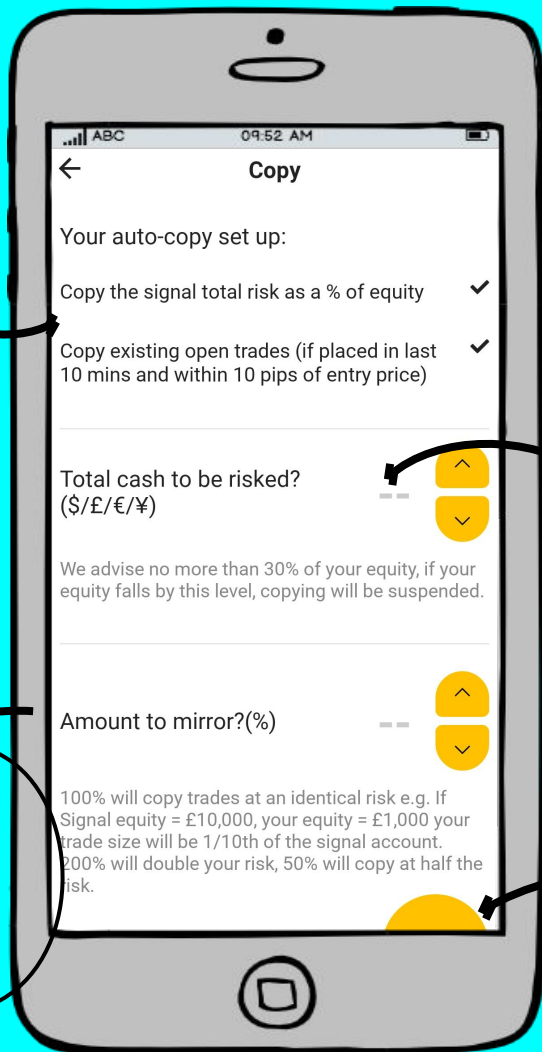 ABC 09:52 AM
Copy
Your auto-copy set up:
Copy the signal total risk as a % of equity
Copy existing open trades (if placed in last
10 mins and within 10 pips of entry price)
Total cash to be risked?
($/£/€/¥)
--
We advise no more than 30% of your equity, if your
equity falls by this level, copying will be suspended.
Amount to mirror?(%)
--
100% will copy trades at an identical risk e.g. If
Signal equity = £10,000, your equity = £1,000 your
trade size will be 1/10th of the signal account.
200% will double your risk, 50% will copy at half the
risk.